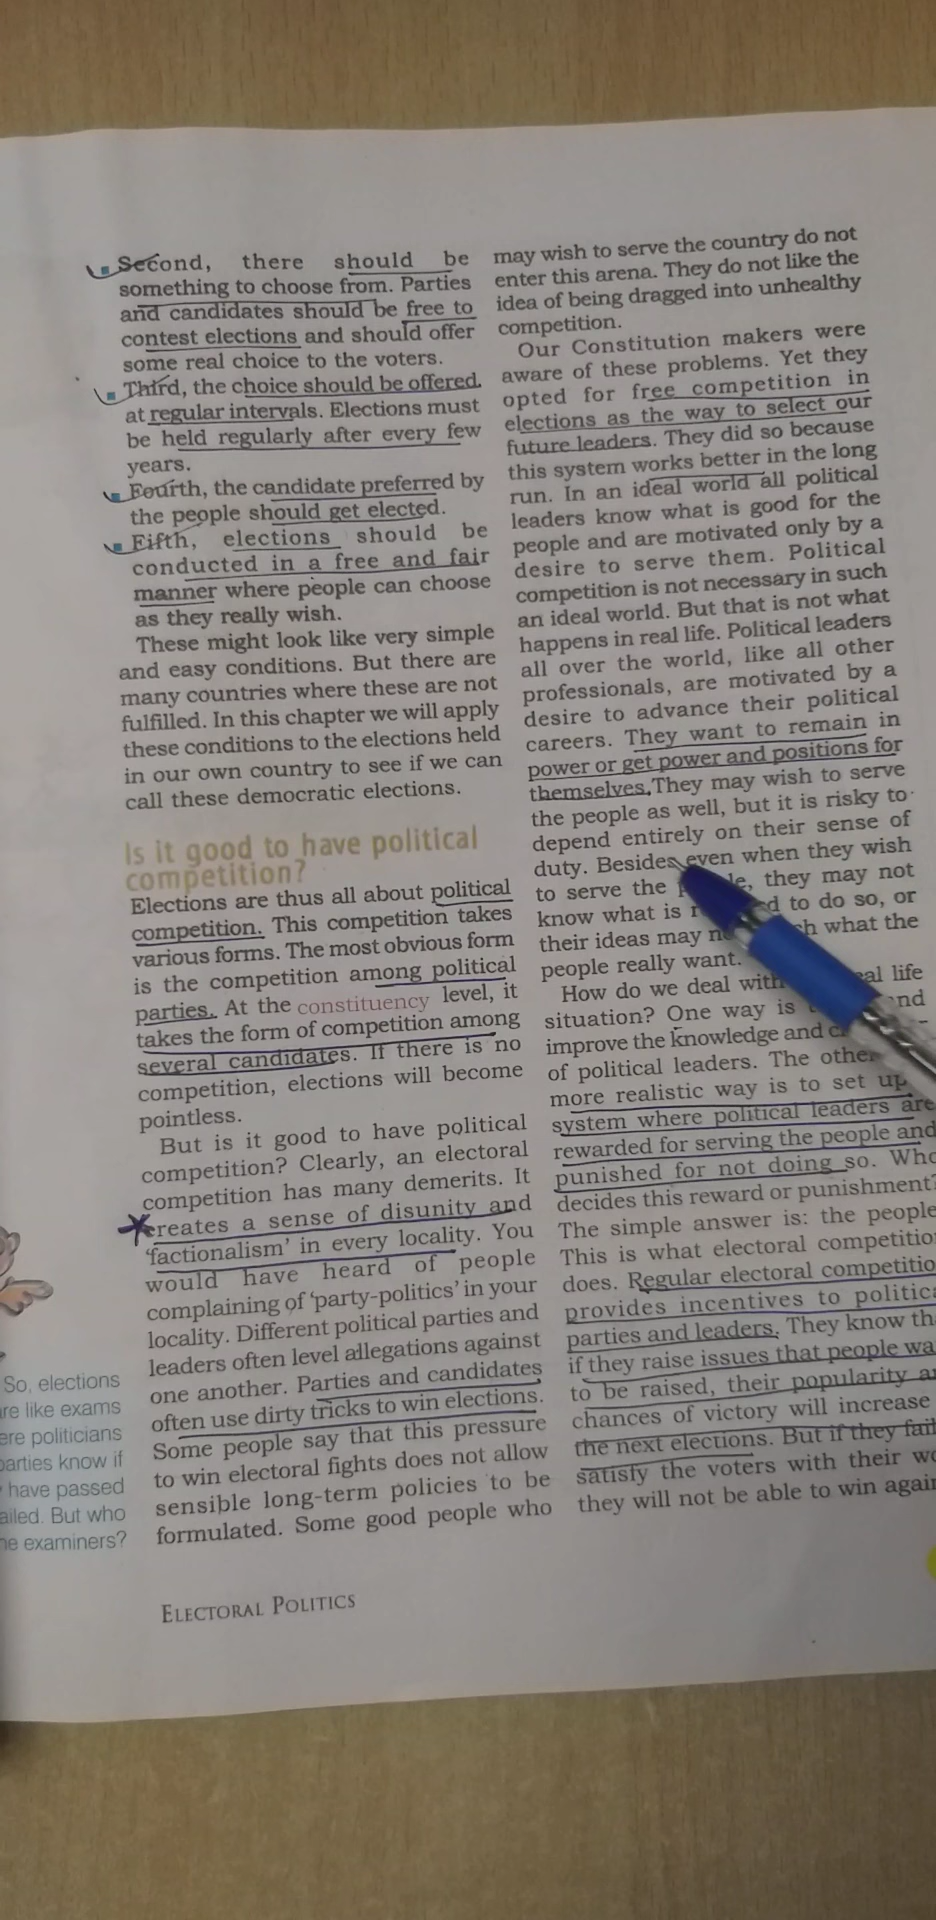 Second, there should be
something to choose from. Parties
and candidates should be free to
contest elections and should offer
some real choice to the voters.
Third, the choice should be offered
at regular intervals. Elections must
be held regularly after every few
years.
Fourth, the candidate preferred by
the people should get elected.
Fifth, elections should be
conducted in a free and fair
manner where people can choose
as they really wish.
These might look like very simple
and easy conditions. But there are
many countries where these are not
fulfilled. In this chapter we will apply
these conditions to the elections held
in our own country to see if we can
call these democratic elections.
Is it good to have political
competition?
Elections are thus all about political
competition. This competition takes
various forms. The most obvious form
is the competition among political
parties. At the constituency level, it
takes the form of competition among
several candidates. If there is no
competition, elections will become
pointless.
But is it good to have political
competition? Clearly, an electoral
competition has many demerits. It
creates a sense of disunity and
'factionalism' in every locality. You
would have heard of people
complaining of 'party-politics' in your
locality. Different political parties and
leaders often level allegations against
one another. Parties and candidates
often use dirty tricks to win elections.
Some people say that this pressure
to win electoral fights does not allow
sensible long-term policies to be
formulated. Some good people who
may wish to serve the country do not
enter this arena. They do not like the
idea of being dragged into unhealthy
competition.
Our Constitution makers were
aware of these problems. Yet they
opted for free competition in
elections as the way to select our
future leaders. They did so because
this system works better in the long
run. In an ideal world all political
leaders know what is good for the
people and are motivated only by a
desire to serve them. Political
competition is not necessary in such
an ideal world. But that is not what
happens in real life. Political leaders
all over the world, like all other
professionals, are motivated by a
desire to advance their political
careers. They want to remain in
power or get power and positions for
themselves. They may wish to serve
the people as well, but it is risky to
depend entirely on their sense of
duty. Besides even when they wish
to serve the they may not
know what is to do so, or
their ideas may what the
people really want.
How do we deal with life
situation? One way is
improve the knowledge and
of political leaders. The other
more realistic way is to set up
system where political leaders are
rewarded for serving the people and
punished for not doing so. Who
decides this reward or punishment?
The simple answer is: the people
This is what electoral competition
does. Regular electoral competitio
provides incentives to politica
parties and leaders. They know tha
if they raise issues that people wa
to be raised, their popularity a
chances of victory will increase
the next elections. But if they fail
satisfy the voters with their wo
they will not be able to win again
So, elections
are like exams
ere politicians
parties know if
have passed
ailed. But who
he examiners?
ELECTORAL POLITICS